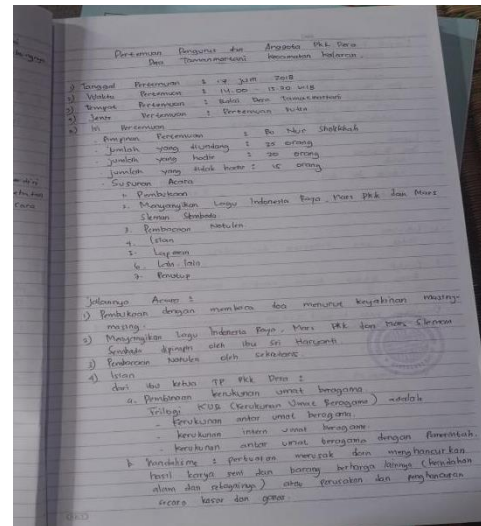 Pertemuan Pengurus dan Anggota PKK Desa
Desa Tamanmartani Kecamatan Kalasan
1) Tanggal Pertemuan : 17 Juli 2018
2) Waktu Pertemuan : 14.00 - 15.30 WIB
3) Tempat Pertemuan : Balai Desa Tamanmartani
4) Jenis Pertemuan : Pertemuan Rutin
5) Isi Pertemuan
Pimpinan Pertemuan : Bu Nur Sholikhah
Jumlah yang diundang : 35 orang
Jumlah yang hadir : 20 orang
Jumlah yang tidak hadir : 15 orang
Susunan Acara
1. Pembukaan
2. Menyanyikan Lagu Indonesia Raya, Mars PKK dan Mars
Sleman Sembada
3. Pembacaan Notulen
4. Isian
5. Laporan
6. Lain-lain
7. Penutup
Jalannya Acara :
1) Pembukaan dengan membaca doa menurut keyakinan masing-
masing.
2) Menyanyikan Lagu Indonesia Raya, Mars PKK dan Mars Sleman
Sembada dipimpin oleh ibu Sri Haryanti
3) Pembacaan Notulen oleh sekretaris
4) Isian
dari ibu ketua TP PKK Desa :
a. Pembinaan kerukunan umat beragama
Trilogi KUB (Kerukunan Umat Beragama) adalah
- kerukunan antar umat beragama.
- kerukunan intern umat beragama.
- kerukunan antar umat beragama dengan Pemerintah.
b. Vandalisme : perbuatan merusak dan menghancurkan
hasil karya seni dan barang berharga lainnya (keindahan
alam dan sebagainya) atau perusakan dan penghancuran
secara kasar dan ganas.